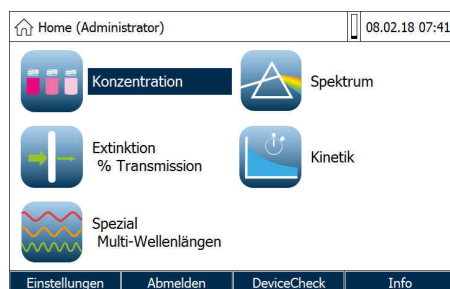 Home (Administrator) 08.02.18 07:41
Konzentration Spektrum
Extinktion
% Transmission
Kinetik
Spezial
Multi-Wellenlängen
Einstellungen Abmelden DeviceCheck Info